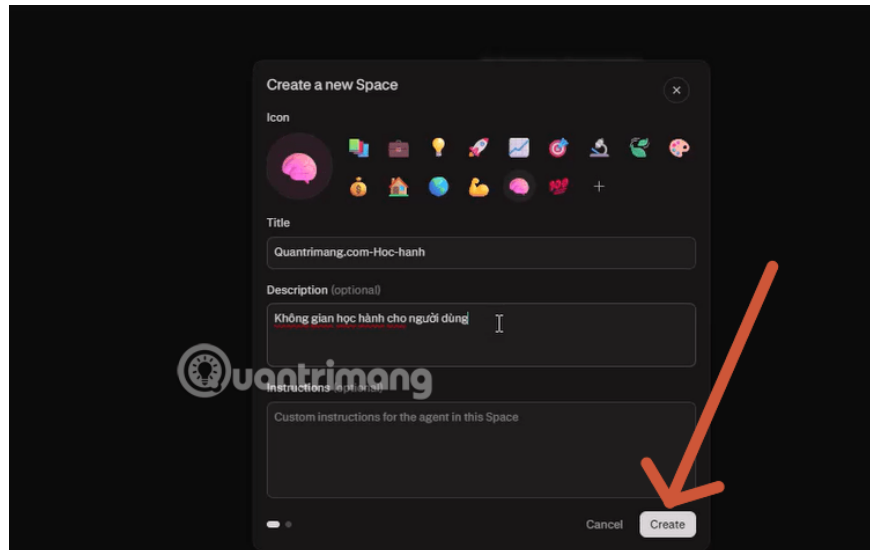 Create a new Space
Icon
Title
Quantrimang.com-Hoc-hanh
Description (optional)
Không gian học hành cho người dùng
Quantrimang
Instructions (optional)
Custom instructions for the agent in this Space
Cancel
Create